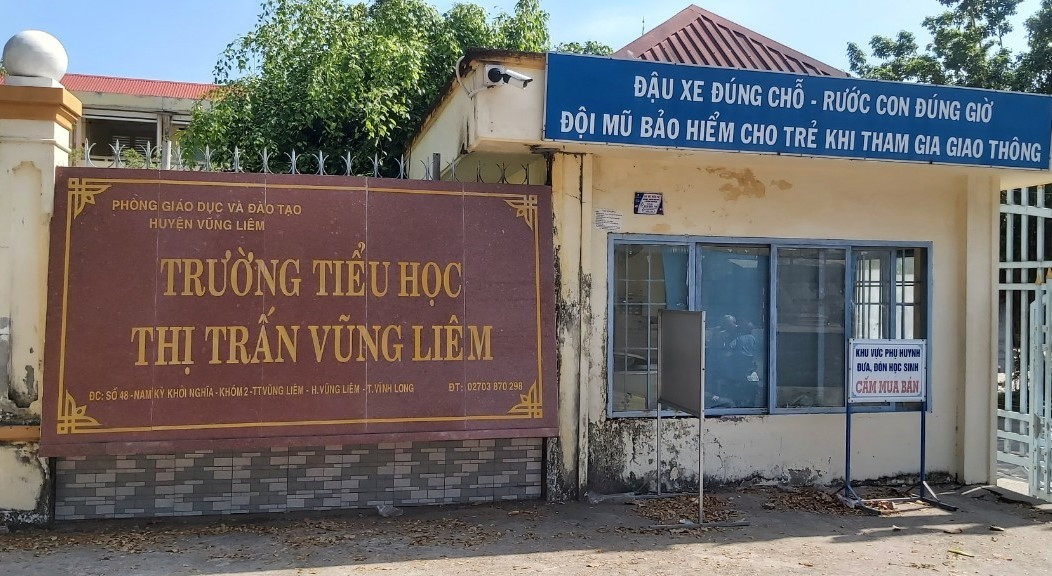 PHÒNG GIÁO DỤC VÀ ĐÀO TẠO
HUYỆN VŨNG LIÊM
TRƯỜNG TIỂU HỌC
THỊ TRẤN VŨNG LIÊM
ĐC: SỐ 48 - NAM KỲ KHỞI NGHĨA - KHÓM 2 - TT VŨNG LIÊM - H.VŨNG LIÊM - T.VĨNH LONG ĐT: 02703 870 298
ĐẬU XE ĐÚNG CHỖ - RƯỚC CON ĐÚNG GIỜ
ĐỘI MŨ BẢO HIỂM CHO TRẺ KHI THAM GIA GIAO THÔNG
KHU VỰC PHỤ HUYNH
ĐƯA, ĐÓN HỌC SINH
CẤM MUA BÁN